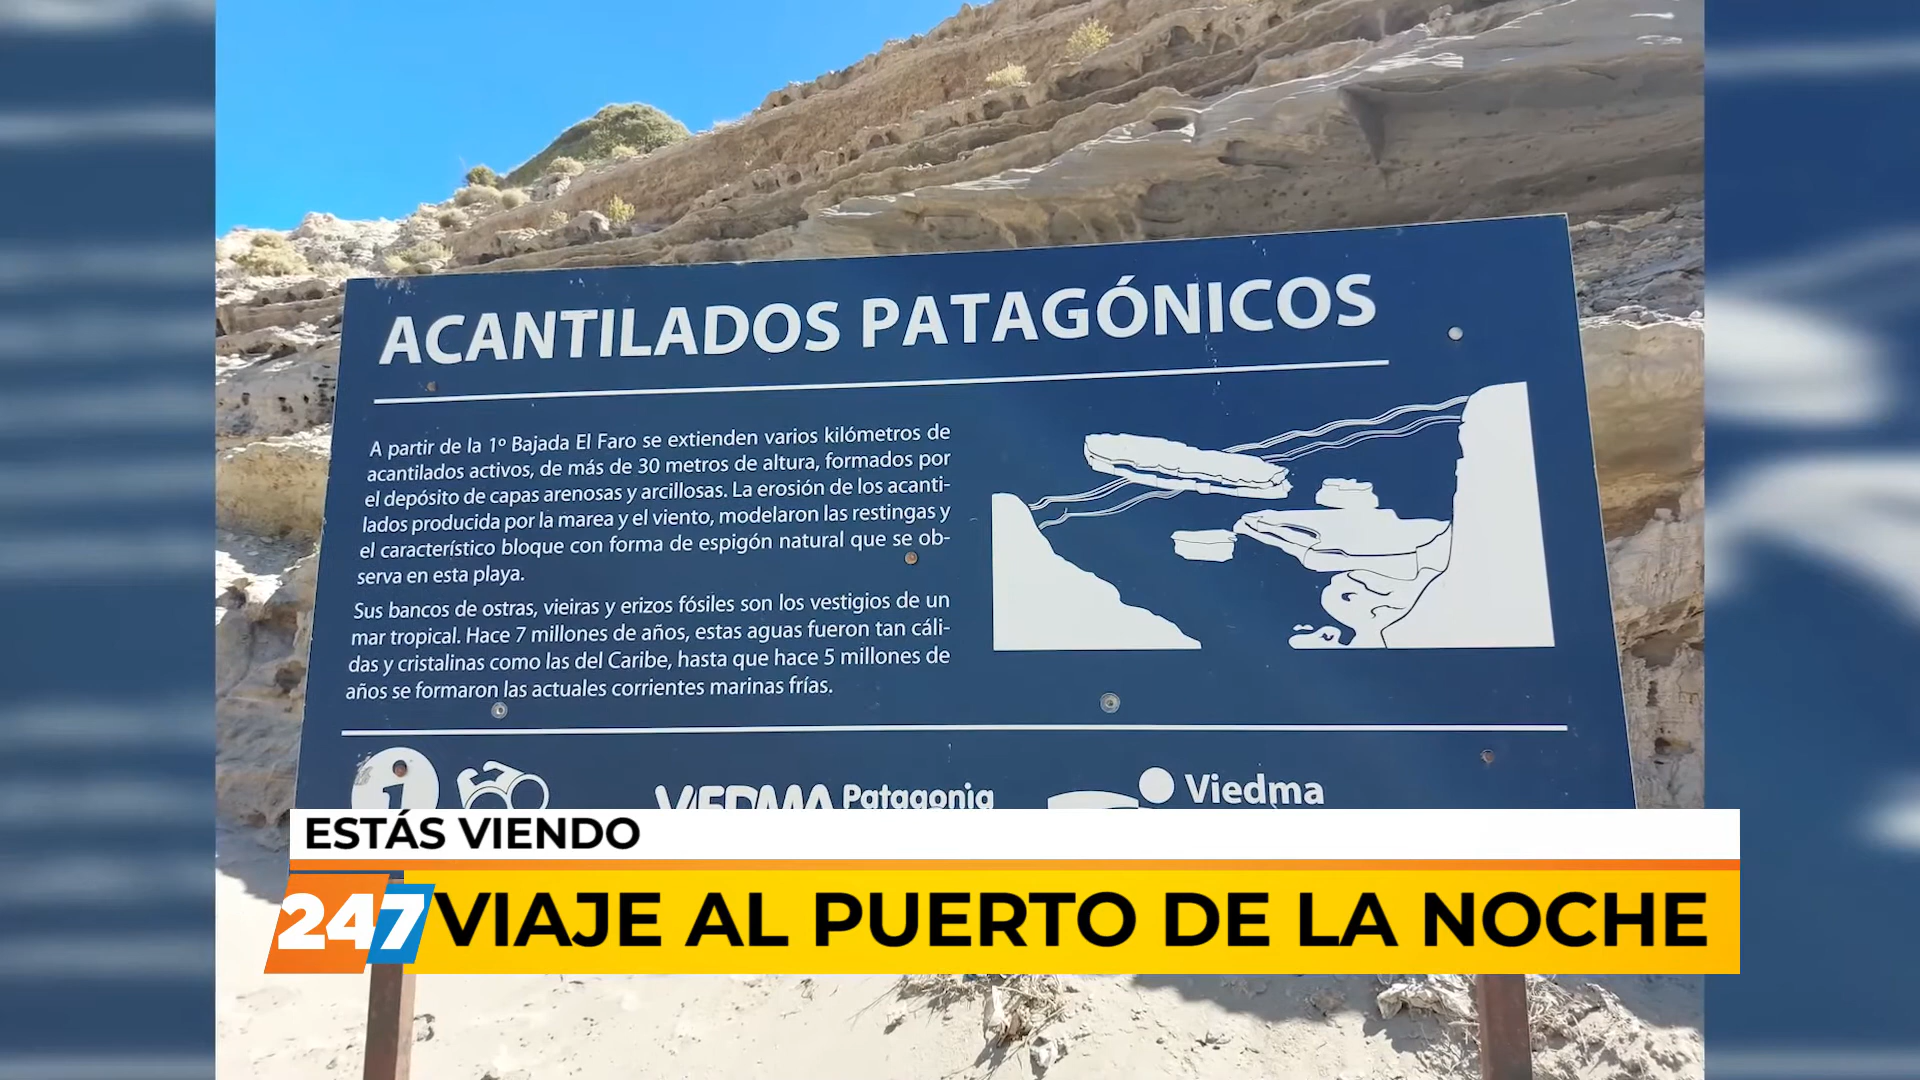 ACANTILADOS PATAGÓNICOS
A partir de la 1º Bajada El Faro se extienden varios kilómetros de
acantilados activos, de más de 30 metros de altura, formados por
el depósito de capas arenosas y arcillosas. La erosión de los acanti-
lados producida por la marea y el viento, modelaron las restingas y
el característico bloque con forma de espigón natural que se ob-
serva en esta playa.
Sus bancos de ostras, vieiras y erizos fósiles son los vestigios de un
mar tropical. Hace 7 millones de años, estas aguas fueron tan cáli-
das y cristalinas como las del Caribe, hasta que hace 5 millones de
años se formaron las actuales corrientes marinas frías.
i
VIEDMA Patagonia
Viedma
ESTÁS VIENDO
247 VIAJE AL PUERTO DE LA NOCHE